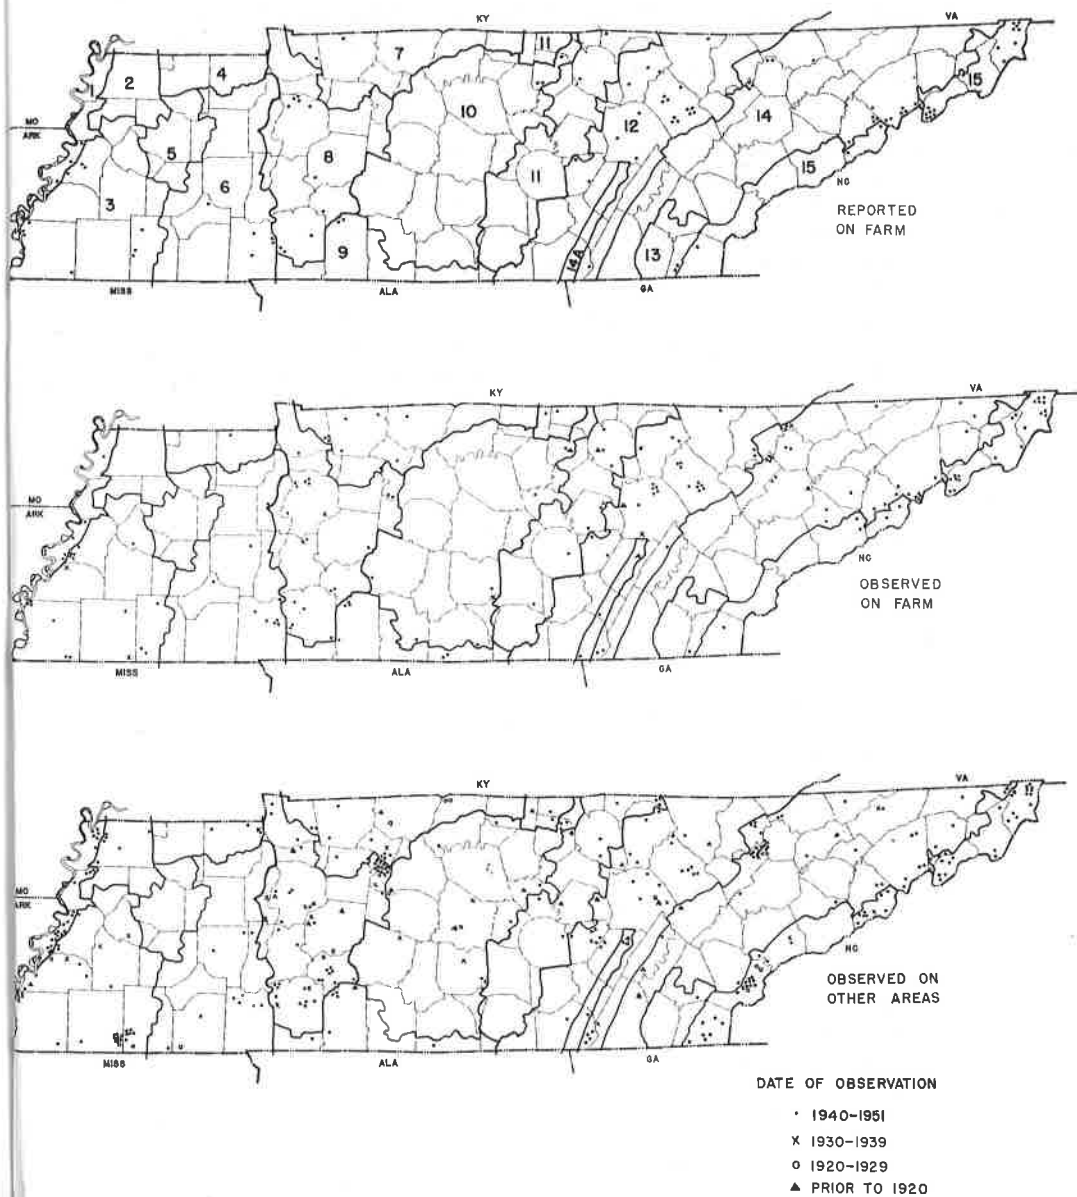 KY
VA
11
7
2
4
1
15
10
MO
ARK
12
14
5
8
11
15
6
3
NC
REPORTED
ON FARM
9
14A
13
MISS
ALA
GA
KY
VA
MO
ARK
NC
OBSERVED
ON FARM
MISS
ALA
GA
KY
VA
MO
ARK
NC
OBSERVED ON
OTHER AREAS
MISS
ALA
GA
DATE OF OBSERVATION
1940-1951
1930-1939
1920-1929
PRIOR TO 1920